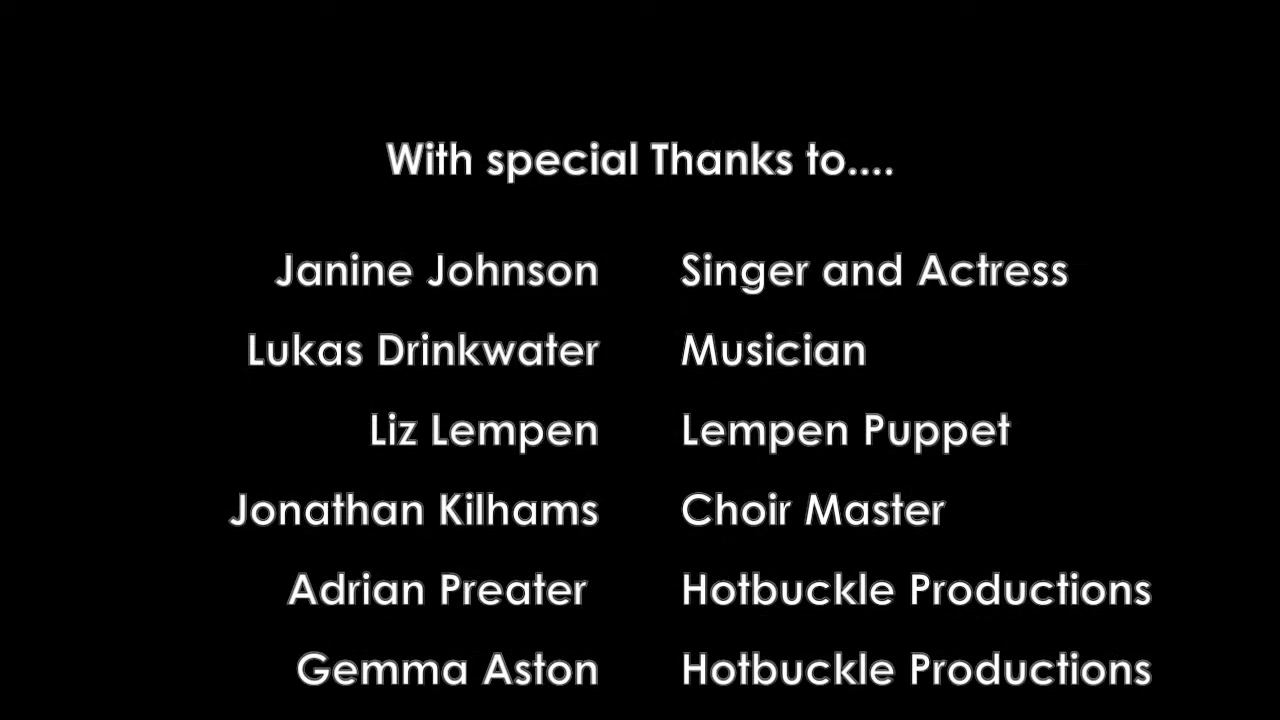 With special Thanks to....
Janine Johnson Singer and Actress
Lukas Drinkwater Musician
Liz Lempen Lempen Puppet
Jonathan Kilhams Choir Master
Adrian Preater Hotbuckle Productions
Gemma Aston Hotbuckle Productions